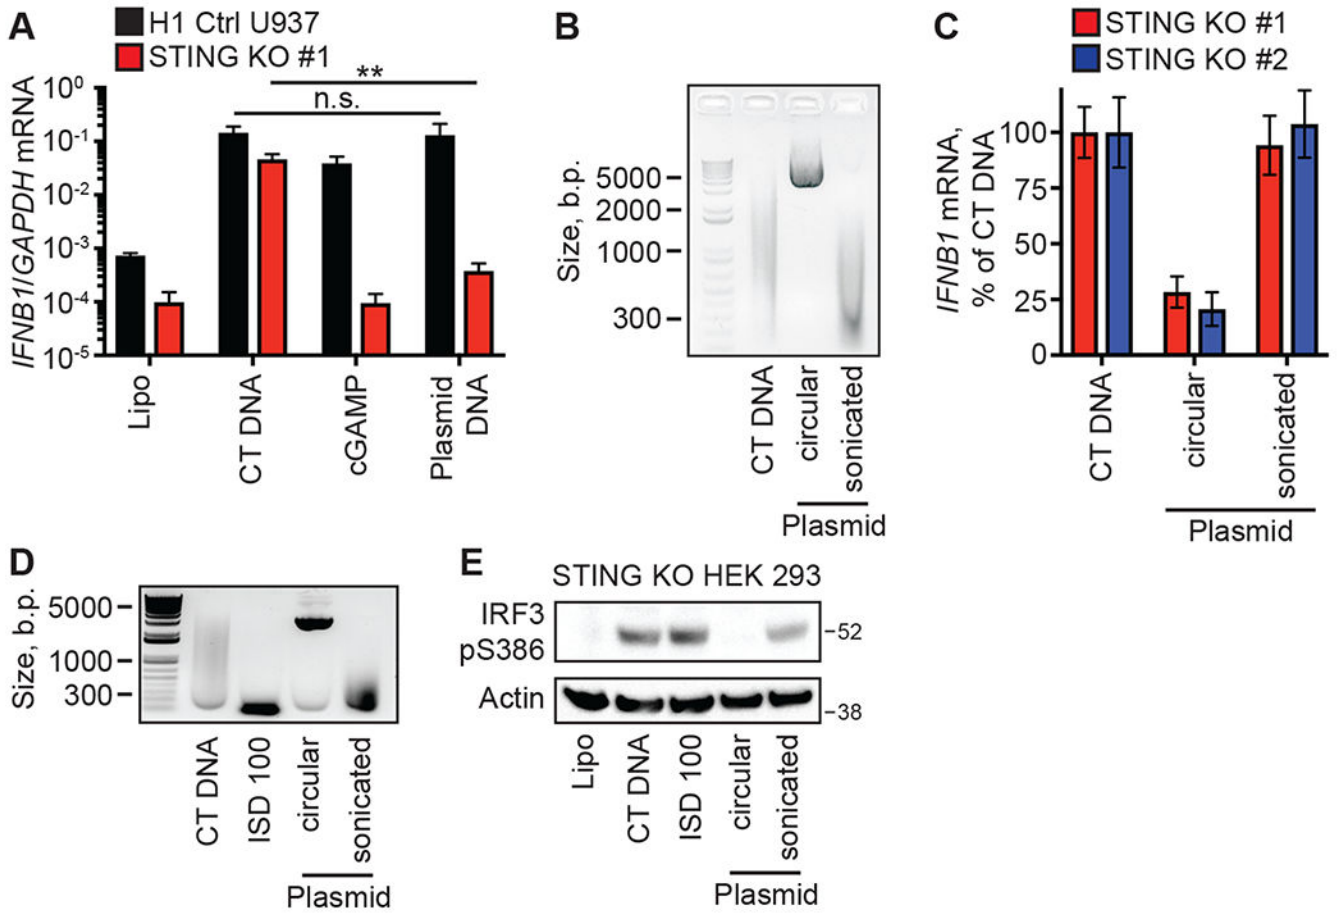 A
H1 Ctrl U937
STING KO #1
**
n.s.
IFNB1/GAPDH mRNA
10⁰
10⁻¹
10⁻²
10⁻³
10⁻⁴
10⁻⁵
Lipo
CT DNA
cGAMP
Plasmid
DNA
B
Size, b.p.
5000
2000
1000
300
CT DNA
circular
sonicated
Plasmid
C
STING KO #1
STING KO #2
IFNB1 mRNA,
% of CT DNA
100
75
50
25
0
CT DNA
circular
sonicated
Plasmid
D
Size, b.p.
5000
1000
300
CT DNA
ISD 100
circular
sonicated
Plasmid
E
STING KO HEK 293
IRF3
pS386
-52
Actin
-38
Lipo
CT DNA
ISD 100
circular
sonicated
Plasmid